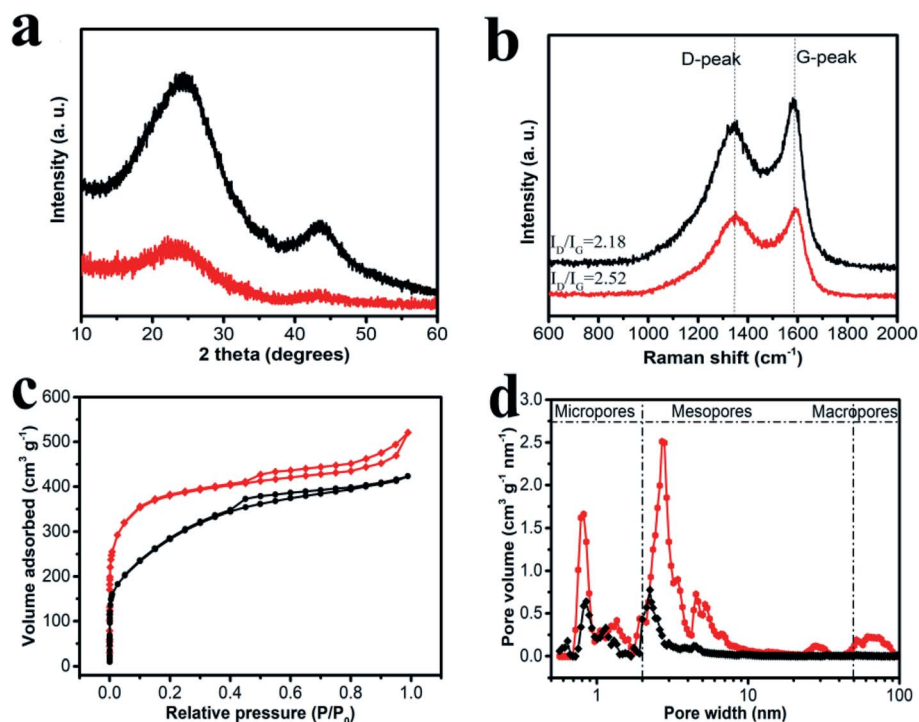 a
Intensity (a. u.)
10 20 30 40 50 60
2 theta (degrees)
b
D-peak G-peak
Intensity (a. u.)
I_D/I_G=2.18
I_D/I_G=2.52
600 800 1000 1200 1400 1600 1800 2000
Raman shift (cm⁻¹)
c
Volume adsorbed (cm³ g⁻¹)
600
500
400
300
200
100
0
0.0 0.2 0.4 0.6 0.8 1.0
Relative pressure (P/P₀)
d
Micropores Mesopores Macropores
Pore volume (cm³ g⁻¹ nm⁻¹)
3.0
2.5
2.0
1.5
1.0
0.5
0.0
1 10 100
Pore width (nm)